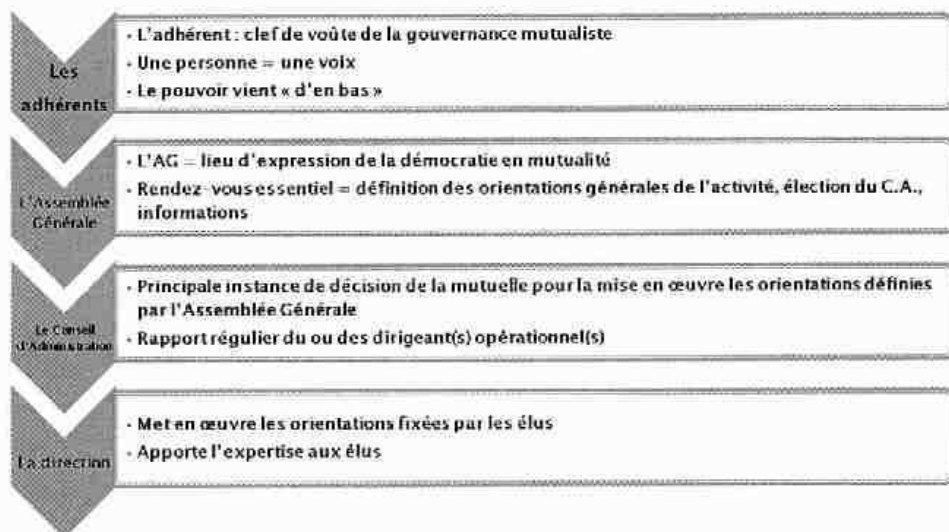 Les
adhérents
- L'adhérent : clef de voûte de la gouvernance mutualiste
- Une personne = une voix
- Le pouvoir vient « d'en bas »
L'Assemblée
Générale
- L'AG = lieu d'expression de la démocratie en mutualité
- Rendez-vous essentiel = définition des orientations générales de l'activité, élection du C.A.,
informations
Le Conseil
d'Administration
- Principale instance de décision de la mutuelle pour la mise en œuvre les orientations définies
par l'Assemblée Générale
- Rapport régulier du ou des dirigeant(s) opérationnel(s)
La direction
- Met en œuvre les orientations fixées par les élus
- Apporte l'expertise aux élus